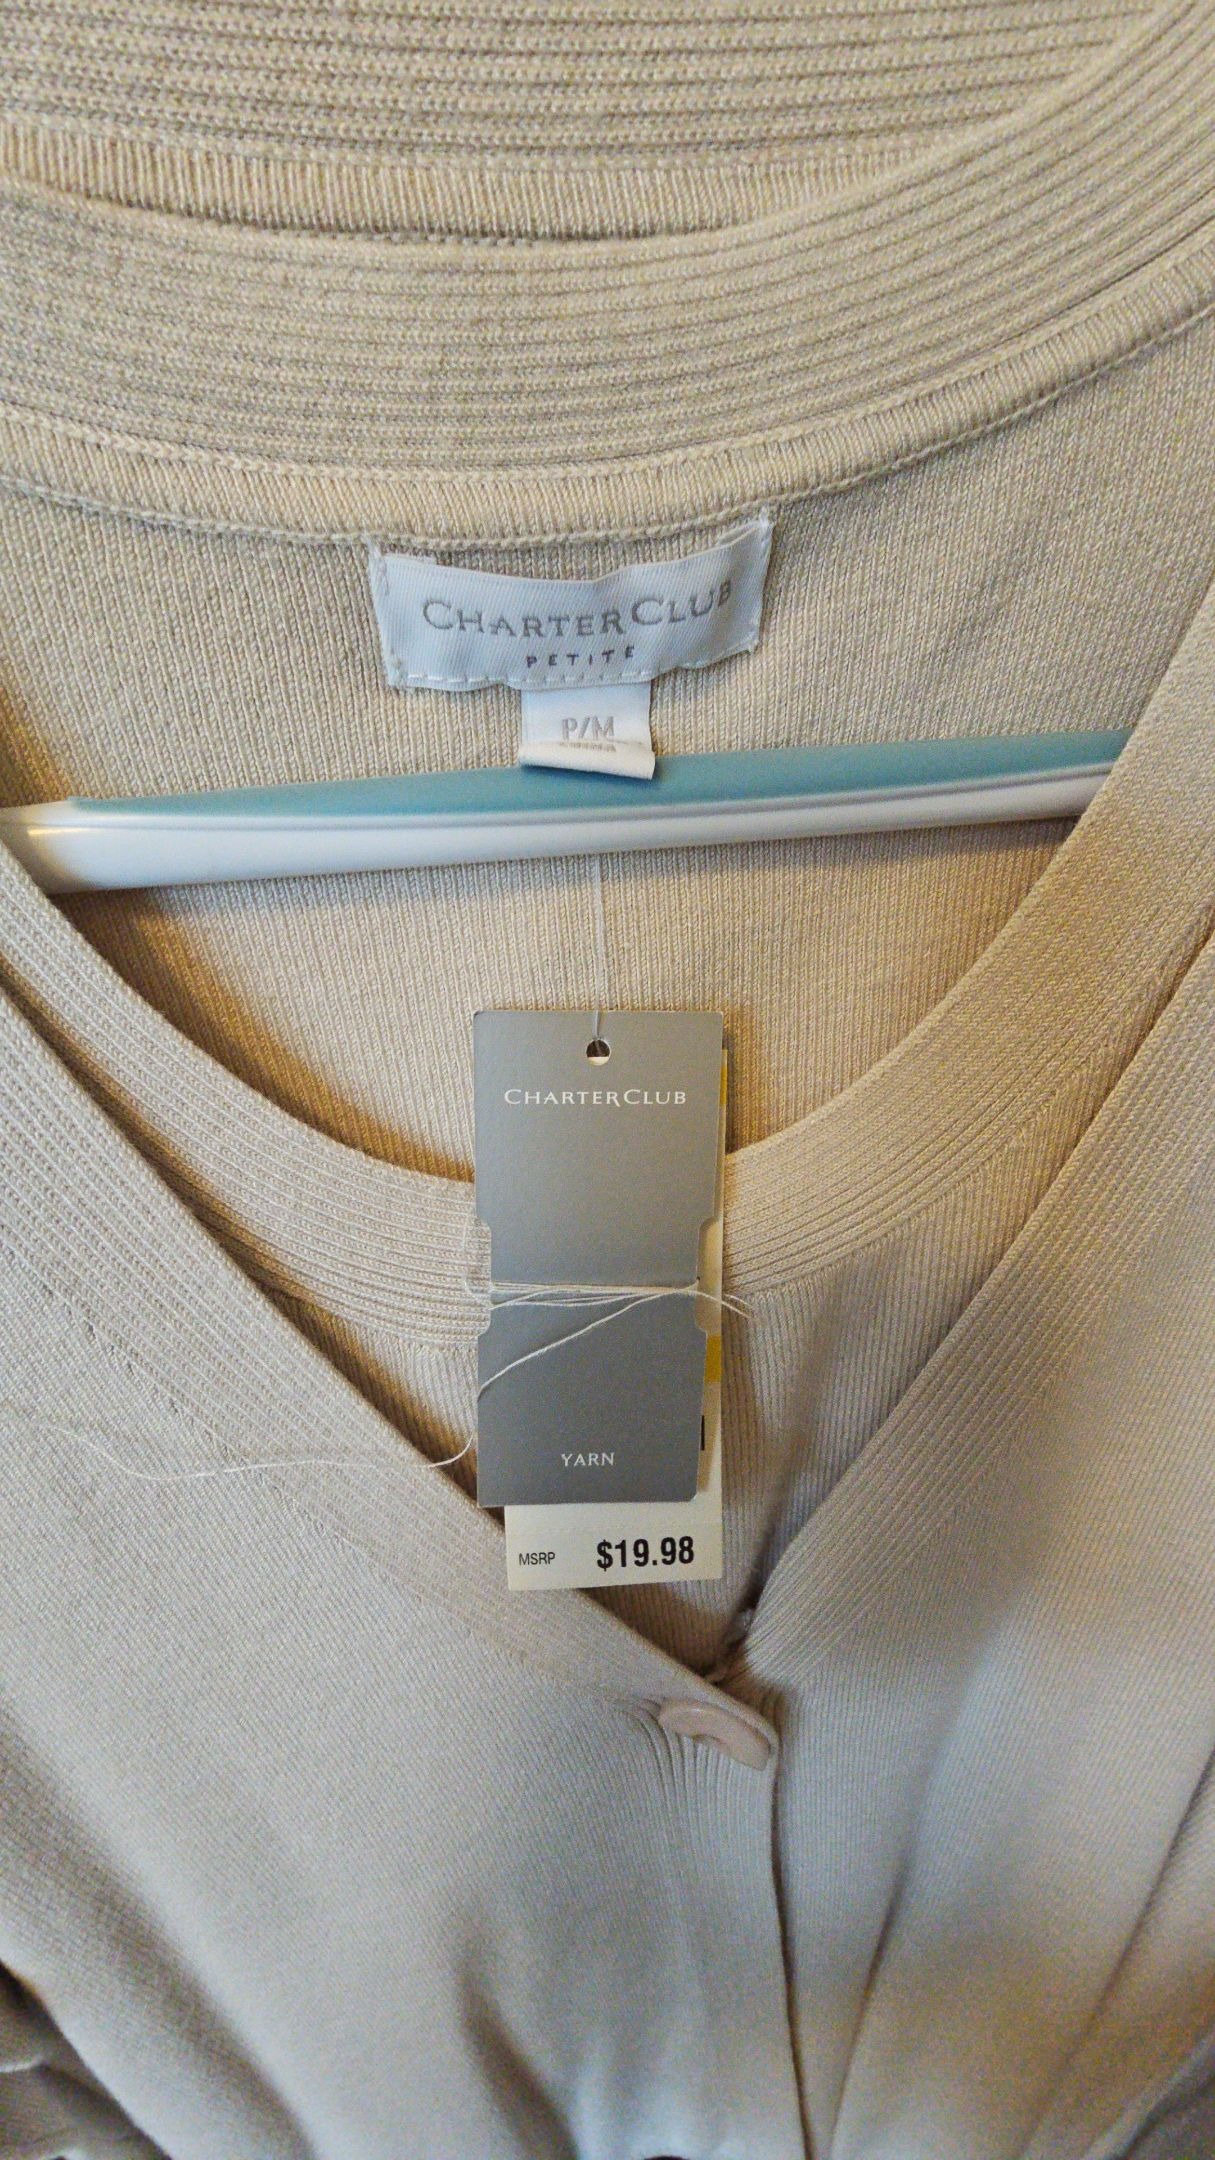 CHARTER CLUB
PETITE
P/M
CHARTER CLUB
YARN
MSRP $19.98